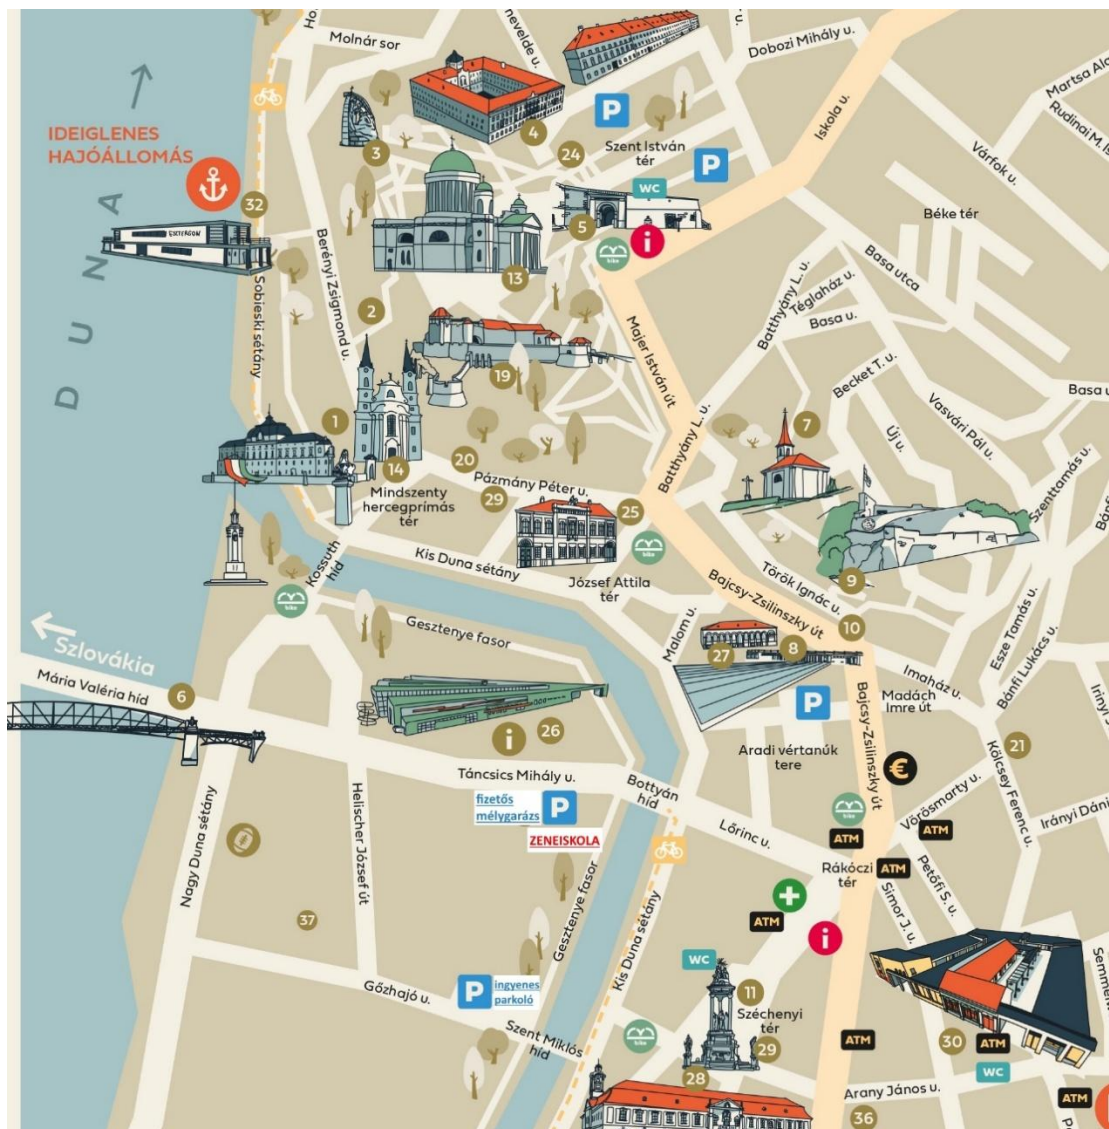 Molnár sor
nevelde u.
Dobozi Mihály u.
Iskola u.
Várfok u.
IDEIGLENES
HAJÓÁLLOMÁS
DUNA
3
4
24
P
Szent István
tér
P
WC
32
ESZTERGOM
5
bike
i
13
Béke tér
Basa utca
Batthyány L. u.
Téglaház u.
Basa u.
Berényi Zsigmond u.
Sobieski sétány
2
19
Majer István út
Becket T. u.
Új u.
Vasvári Pál u.
Basa u.
1
14
20
7
Batthyány L. u.
Pázmány Péter u.
29
25
Mindszenty
hercegprímás
tér
Szenttamás u.
Kossuth
híd
Kis Duna sétány
bike
József Attila
tér
9
bike
Gesztenye fasor
Bajcsy-Zsilinszky út
Török Ignác u.
10
Malom u.
27
8
Esze Tamás u.
Bánfi Lukács u.
Imaház u.
Szlovákia
Mária Valéria híd
6
P
Madách
Imre út
i
26
Aradi vértanúk
tere
Bajcsy-Zsilinszky út
21
€
Kölcsey Ferenc u.
Táncsics Mihály u.
Bottyán
híd
fizetős
mélygarázs
P
ZENEISKOLA
bike
Vörösmarty u.
ATM
ATM
Lőrinc u.
Nagy Duna sétány
Helischer József út
Rákóczi
tér
ATM
Petőfi S. u.
Simor J. u.
37
Gesztenye fasor
Kis Duna sétány
ATM
i
WC
P
ingyenes
parkoló
Gőzhajó u.
11
Széchenyi
tér
Szent Miklós
híd
bike
29
ATM
30
ATM
WC
28
Arany János u.
36
ATM